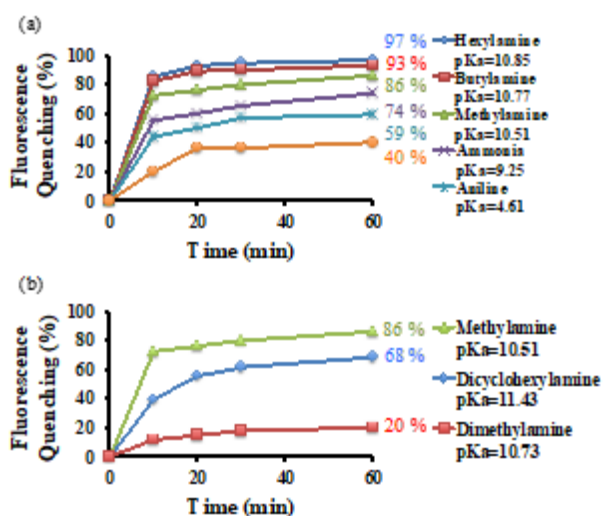 (a)
Fluorescence
Quenching (%)
100
80
60
40
20
0
0
20
40
60
Time (min)
97 %
93 %
86 %
74 %
59 %
40 %
Hexylamine
pKa=10.85
Butylamine
pKa=10.77
Methylamine
pKa=10.51
Ammonia
pKa=9.25
Aniline
pKa=4.61
(b)
Fluorescence
Quenching (%)
100
80
60
40
20
0
0
20
40
60
Time (min)
86 %
68 %
20 %
Methylamine
pKa=10.51
Dicyclohexylamine
pKa=11.43
Dimethylamine
pKa=10.73